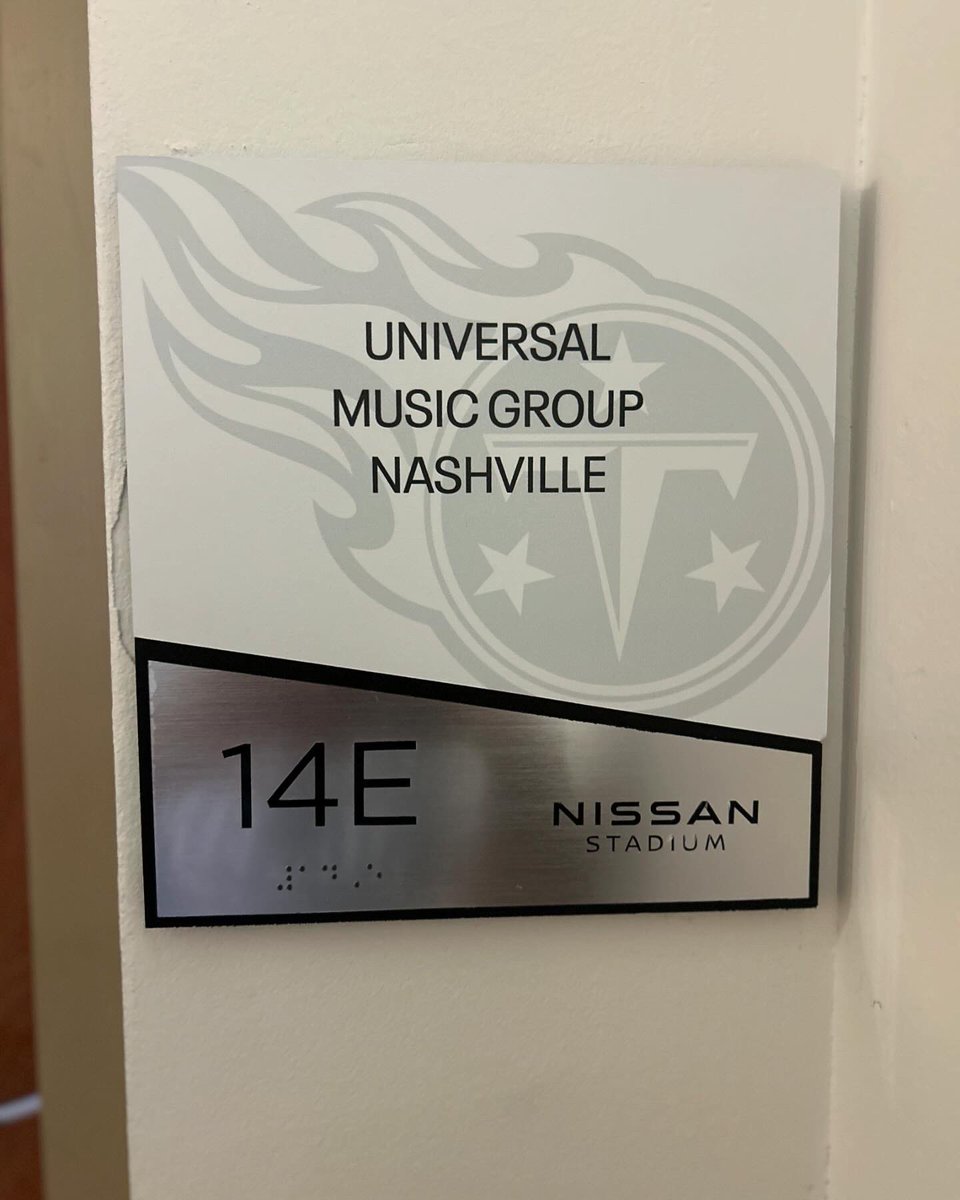 UNIVERSAL
MUSIC GROUP
NASHVILLE
14E
NISSAN
STADIUM